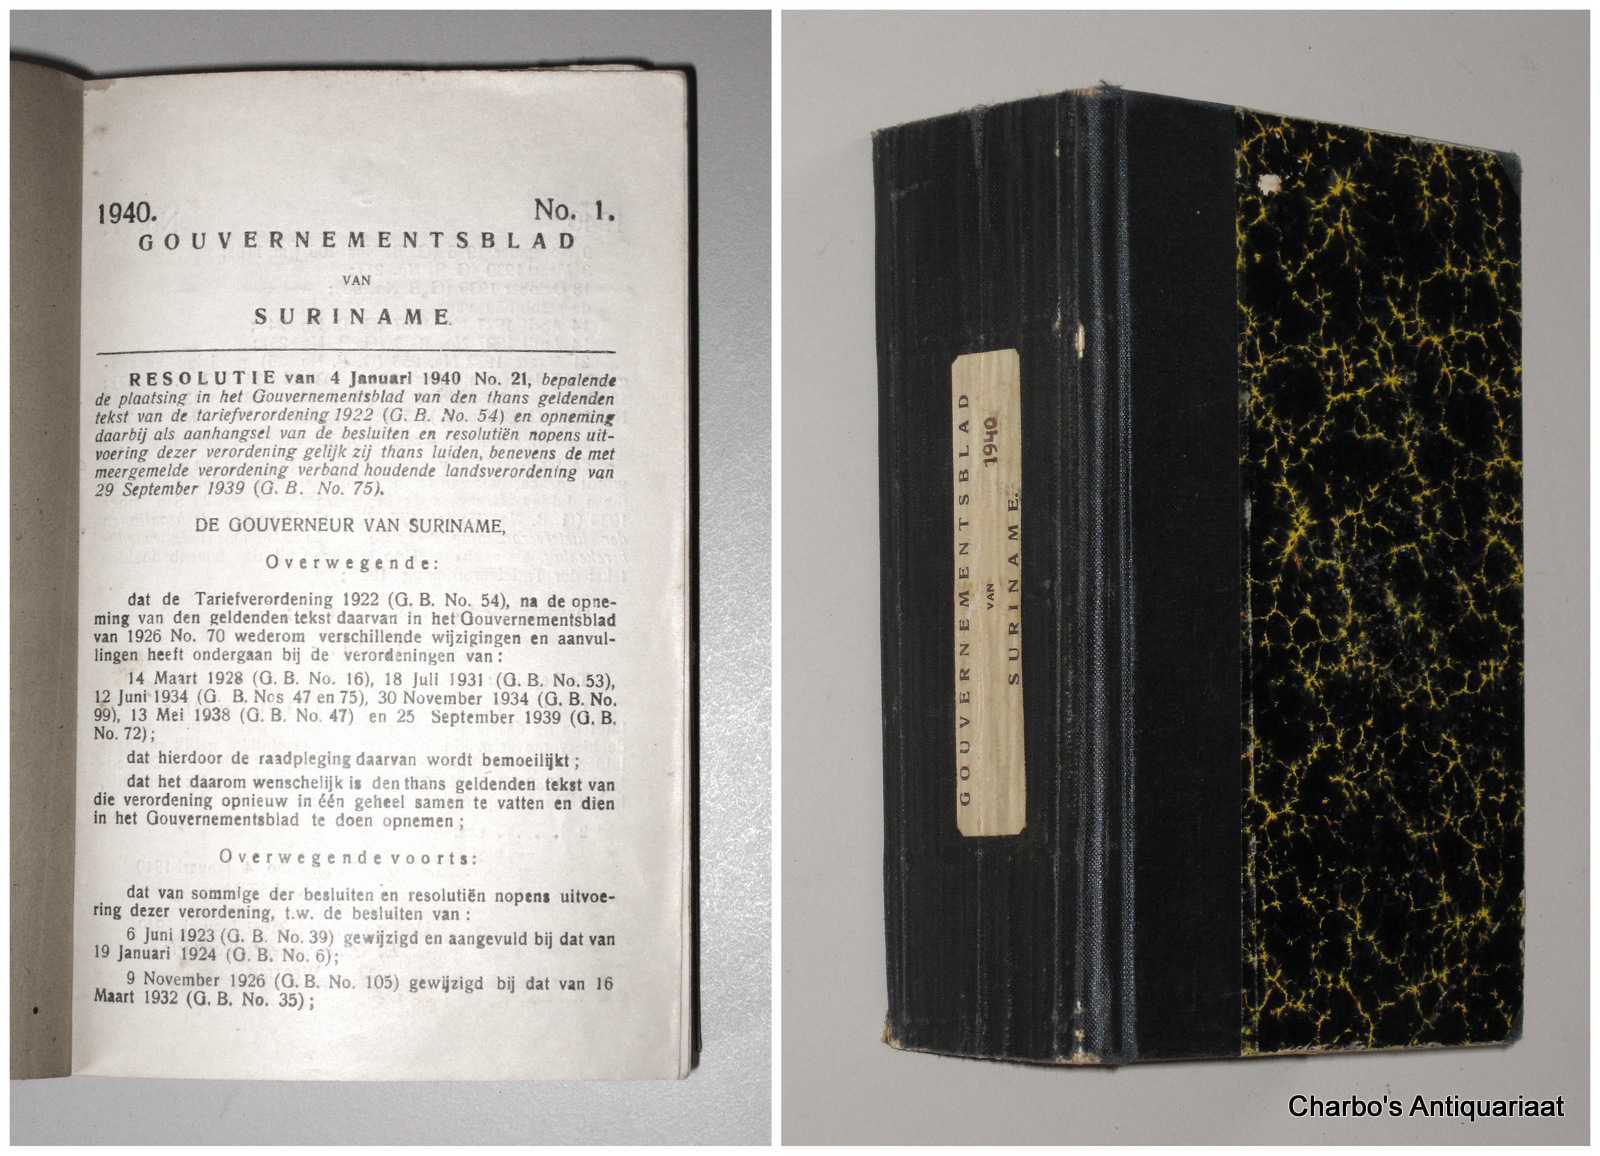 1940. No. 1.
GOUVERNEMENTSBLAD
VAN
SURINAME.
RESOLUTIE van 4 Januari 1940 No. 21, bepalende
de plaatsing in het Gouvernementsblad van den thans geldenden
tekst van de tariefverordening 1922 (G. B. No. 54) en opneming
daarbij als aanhangsel van de besluiten en resolutiën nopens uit-
voering dezer verordening gelijk zij thans luiden, benevens de met
meergemelde verordening verband houdende landsverordening van
29 September 1939 (G. B. No. 75).
DE GOUVERNEUR VAN SURINAME,
Overwegende:
dat de Tariefverordening 1922 (G. B. No. 54), na de opne-
ming van den geldenden tekst daarvan in het Gouvernementsblad
van 1926 No. 70 wederom verschillende wijzigingen en aanvul-
lingen heeft ondergaan bij de verordeningen van:
14 Maart 1928 (G. B. No. 16), 18 Juli 1931 (G. B. No. 53),
12 Juni 1934 (G. B. Nos 47 en 75), 30 November 1934 (G. B. No.
99), 13 Mei 1938 (G. B. No. 47) en 25 September 1939 (G. B.
No. 72);
dat hierdoor de raadpleging daarvan wordt bemoeilijkt;
dat het daarom wenschelijk is den thans geldenden tekst van
die verordening opnieuw in één geheel samen te vatten en dien
in het Gouvernementsblad te doen opnemen;
Overwegende voorts:
dat van sommige der besluiten en resolutiën nopens uitvoe-
ring dezer verordening, t.w. de besluiten van:
6 Juni 1923 (G. B. No. 39) gewijzigd en aangevuld bij dat van
19 Januari 1924 (G. B. No. 6);
9 November 1926 (G. B. No. 105) gewijzigd bij dat van 16
Maart 1932 (G. B. No. 35);
GOUVERNEMENTSBLAD
VAN 1940
SURINAME.
Charbo's Antiquariaat